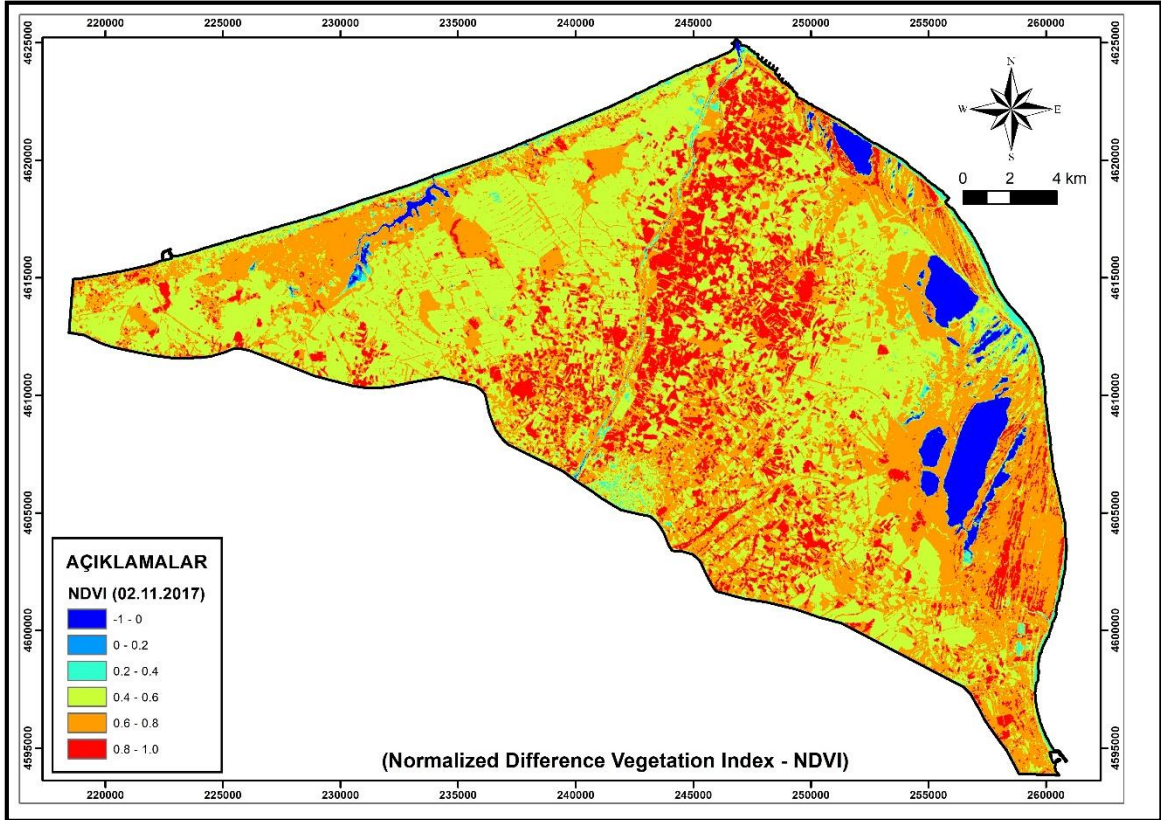 220000 225000 230000 235000 240000 245000 250000 255000 260000
4625000 4620000 4615000 4610000 4605000 4600000 4595000
N
W E
S
0 2 4 km
4625000 4620000 4615000 4610000 4605000 4600000 4595000
AÇIKLAMALAR
NDVI (02.11.2017)
-1 - 0
0 - 0.2
0.2 - 0.4
0.4 - 0.6
0.6 - 0.8
0.8 - 1.0
(Normalized Difference Vegetation Index - NDVI)
220000 225000 230000 235000 240000 245000 250000 255000 260000